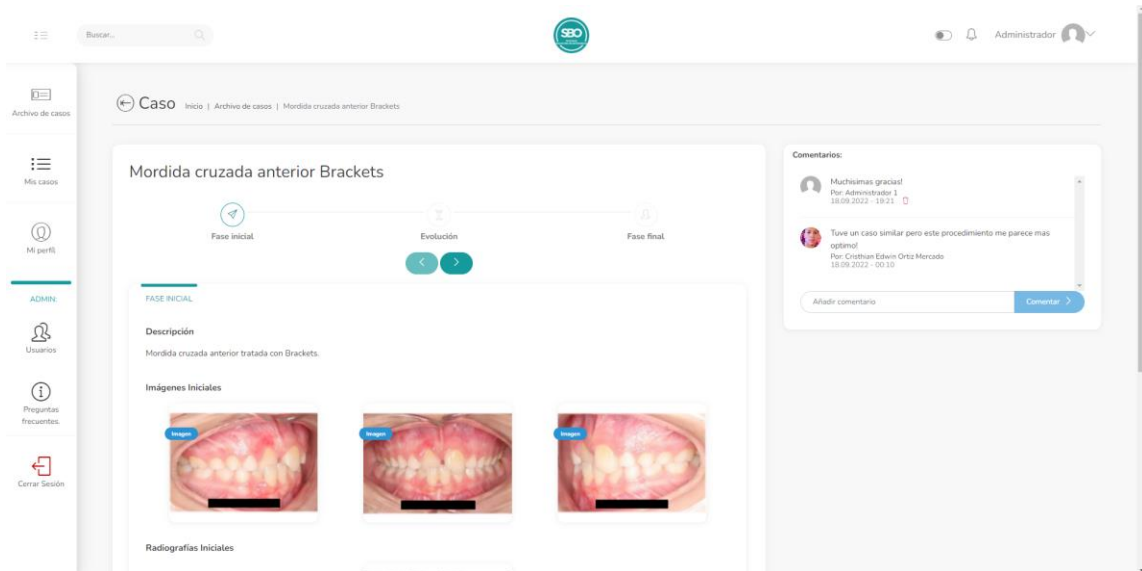 Buscar...
SBO
Administrador
Archivo de casos
Mis casos
Mi perfil
ADMIN:
Usuarios
Preguntas
frecuentes.
Cerrar Sesión
Caso Inicio | Archivo de casos | Mordida cruzada anterior Brackets
Mordida cruzada anterior Brackets
Fase inicial
Evolución
Fase final
FASE INICIAL
Descripción
Mordida cruzada anterior tratada con Brackets.
Imágenes Iniciales
Imagen
Imagen
Imagen
Radiografías Iniciales
Comentarios:
Muchisimas gracias!
Por: Administrador 1
18.09.2022 - 19:21
Tuve un caso similar pero este procedimiento me parece mas
optimo!
Por: Cristhian Edwin Ortiz Mercado
18.09.2022 - 00:10
Añadir comentario
Comentar